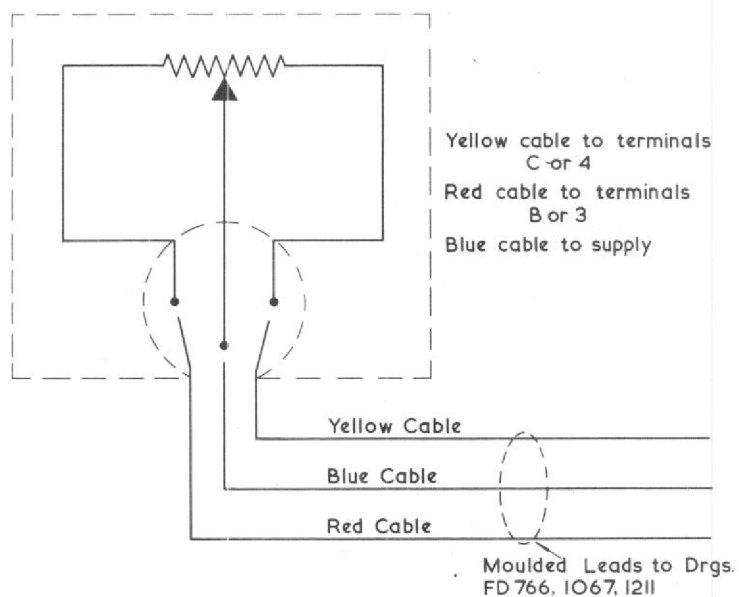 Yellow cable to terminals
C or 4
Red cable to terminals
B or 3
Blue cable to supply
Yellow Cable
Blue Cable
Red Cable
Moulded Leads to Drgs.
FD 766, 1067, 1211